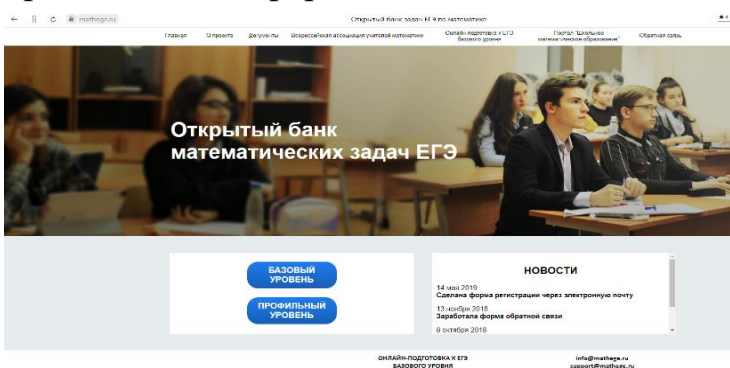 mathege.ru
Открытый банк задач ЕГЭ по математике
Главная О проекте Документы Всероссийская ассоциация учителей математики Онлайн-подготовка к ЕГЭ базового уровня Портал "Школьное математическое образование" Обратная связь
Открытый банк
математических задач ЕГЭ
БАЗОВЫЙ
УРОВЕНЬ
ПРОФИЛЬНЫЙ
УРОВЕНЬ
НОВОСТИ
14 мая 2019
Сделана форма регистрации через электронную почту
13 ноября 2018
Заработала форма обратной связи
8 октября 2018
ОНЛАЙН-ПОДГОТОВКА К ЕГЭ
БАЗОВОГО УРОВНЯ
info@mathege.ru
support@mathege.ru